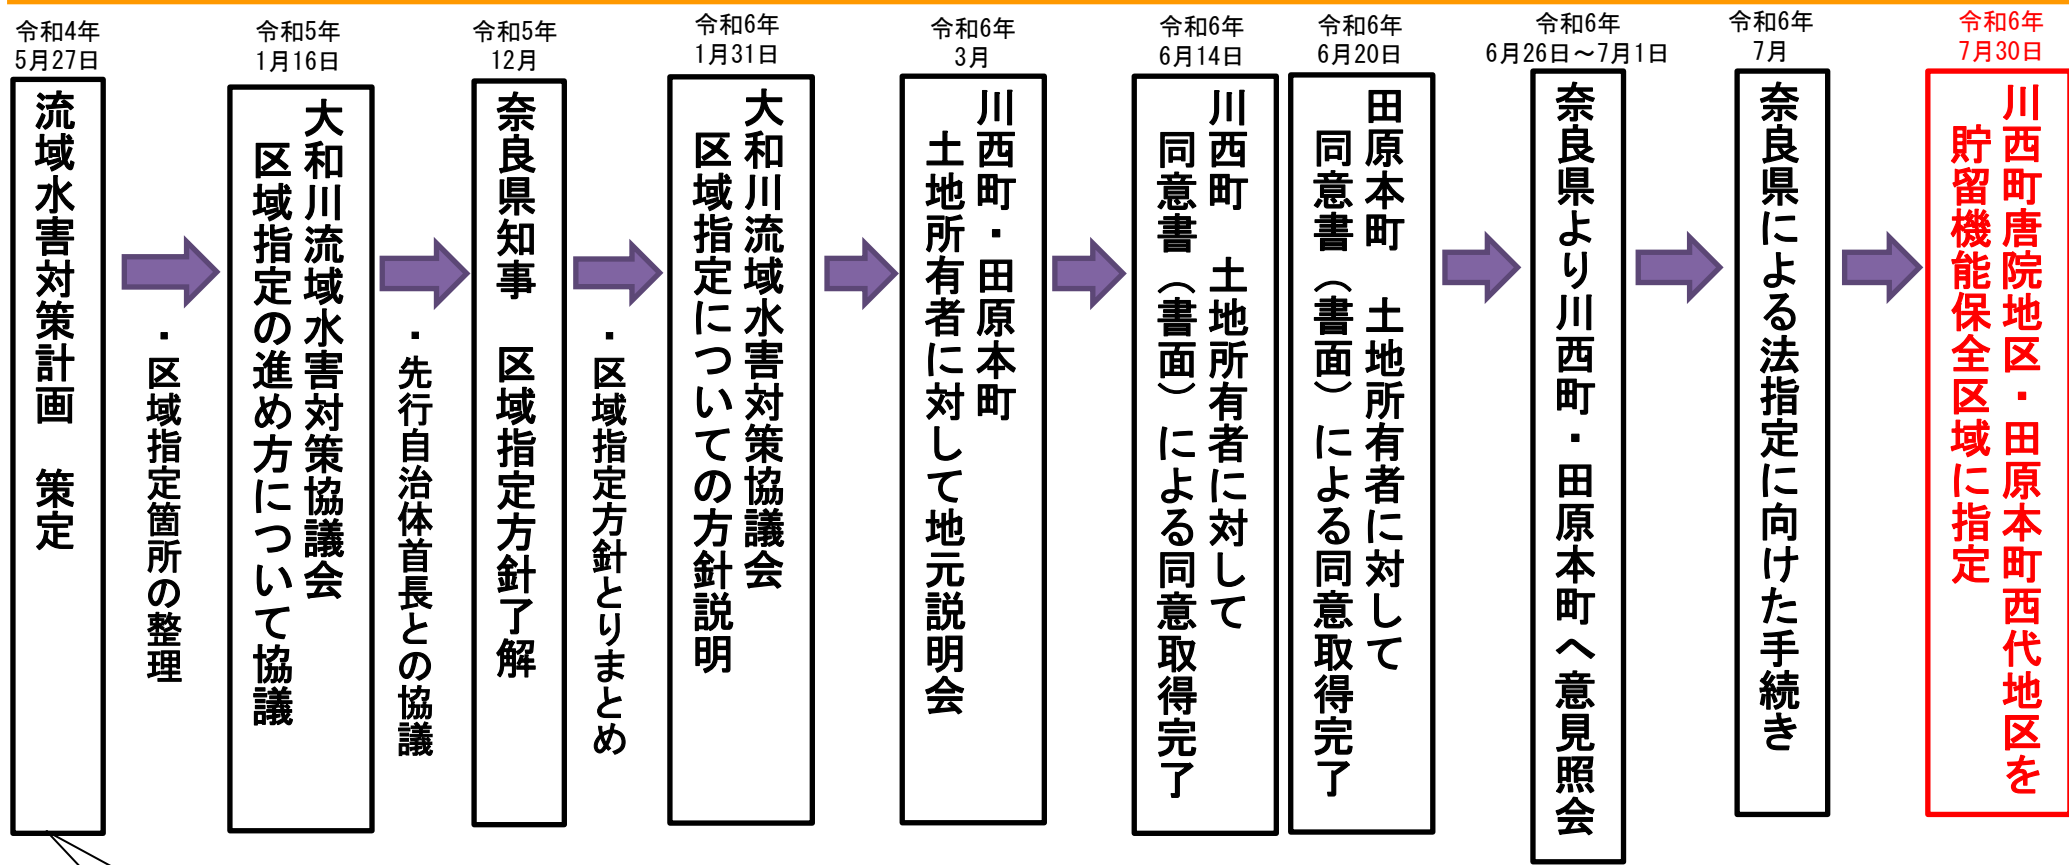 令和4年
5月27日
流域水害対策計画　策定
・区域指定箇所の整理
令和5年
1月16日
大和川流域水害対策協議会
区域指定の進め方について協議
・先行自治体首長との協議
令和5年
12月
奈良県知事　区域指定方針了解
・区域指定方針とりまとめ
令和6年
1月31日
大和川流域水害対策協議会
区域指定についての方針説明
令和6年
3月
川西町・田原本町
土地所有者に対して地元説明会
令和6年
6月14日
川西町　土地所有者に対して
同意書（書面）による同意取得完了
令和6年
6月20日
田原本町　土地所有者に対して
同意書（書面）による同意取得完了
令和6年
6月26日～7月1日
奈良県より川西町・田原本町へ意見照会
令和6年
7月
奈良県による法指定に向けた手続き
令和6年
7月30日
川西町唐院地区・田原本町西代地区を
貯留機能保全区域に指定